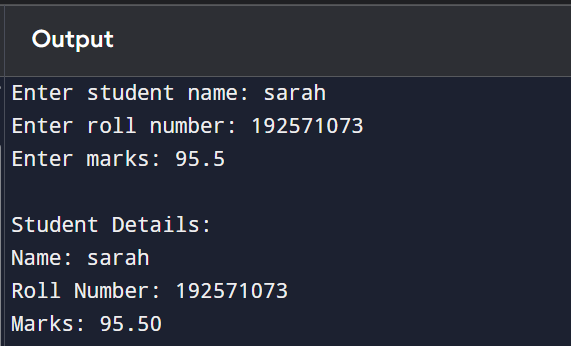 Output
Enter student name: sarah
Enter roll number: 192571073
Enter marks: 95.5
Student Details:
Name: sarah
Roll Number: 192571073
Marks: 95.50